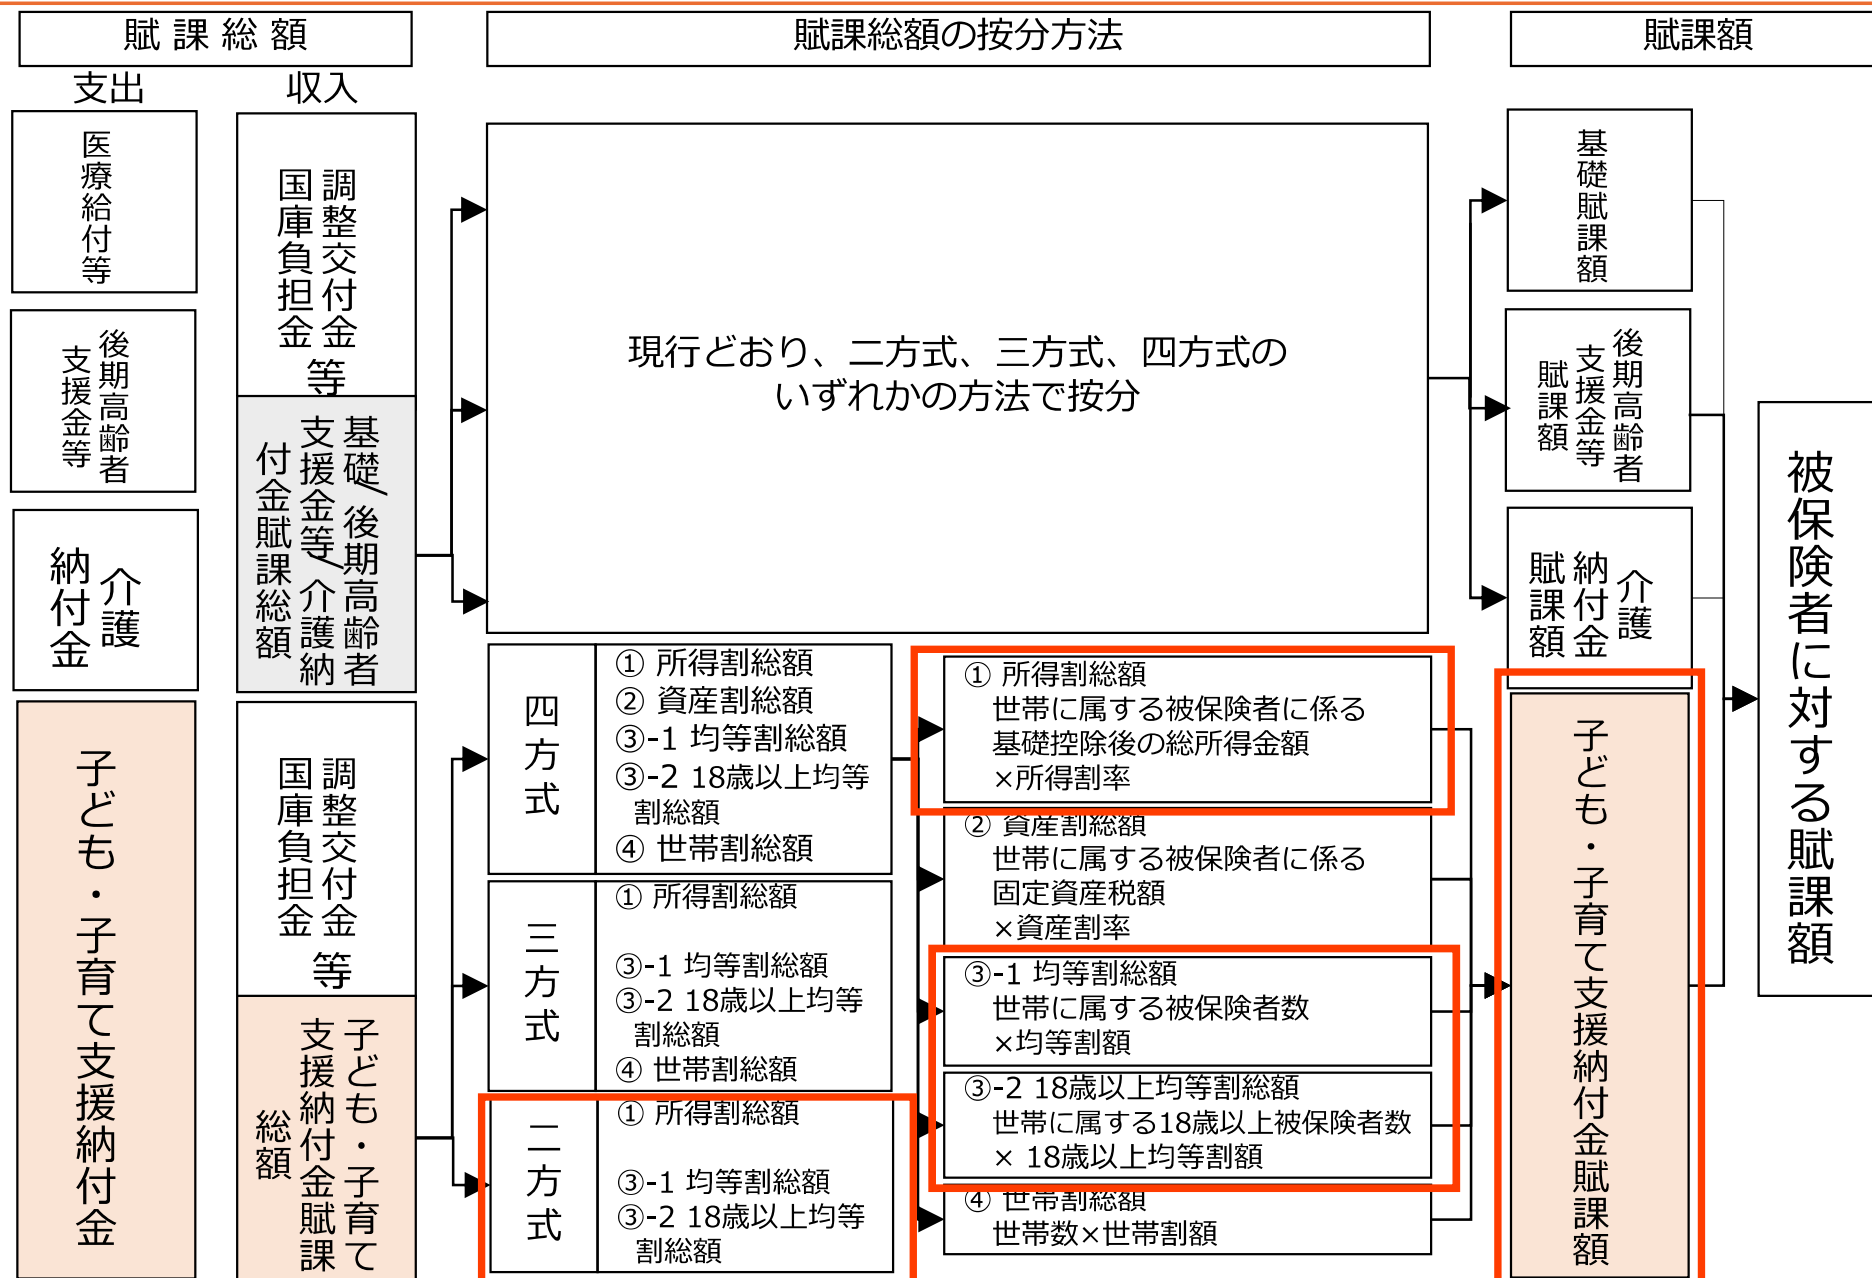 賦 課 総 額
賦課総額の按分方法
賦課額
支出
収入
医療給付等
後期高齢者
支援金等
介護
納付金
子ども・子育て支援納付金
調整交付金
国庫負担金
等
基礎/後期高齢者
支援金等/介護納
付金賦課総額
調整交付金
国庫負担金
等
子ども・子育て
支援納付金賦課
総額
現行どおり、二方式、三方式、四方式の
いずれかの方法で按分
四方式
① 所得割総額
② 資産割総額
③-1 均等割総額
③-2 18歳以上均等
割総額
④ 世帯割総額
三方式
① 所得割総額
③-1 均等割総額
③-2 18歳以上均等
割総額
④ 世帯割総額
二方式
① 所得割総額
③-1 均等割総額
③-2 18歳以上均等
割総額
① 所得割総額
世帯に属する被保険者に係る
基礎控除後の総所得金額
×所得割率
② 資産割総額
世帯に属する被保険者に係る
固定資産税額
×資産割率
③-1 均等割総額
世帯に属する被保険者数
×均等割額
③-2 18歳以上均等割総額
世帯に属する18歳以上被保険者数
× 18歳以上均等割額
④ 世帯割総額
世帯数×世帯割額
基礎賦課額
後期高齢者
支援金等
賦課額
介護
納付金
賦課額
子ども・子育て支援納付金賦課額
被保険者に対する賦課額